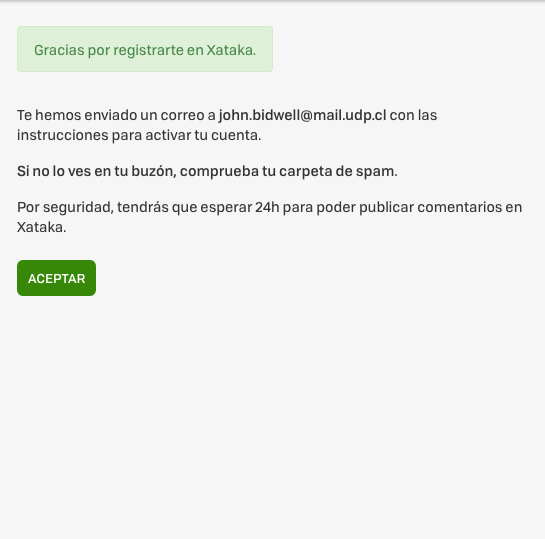 Gracias por registrarte en Xataka.
Te hemos enviado un correo a john.bidwell@mail.udp.cl con las
instrucciones para activar tu cuenta.
Si no lo ves en tu buzón, comprueba tu carpeta de spam.
Por seguridad, tendrás que esperar 24h para poder publicar comentarios en
Xataka.
ACEPTAR